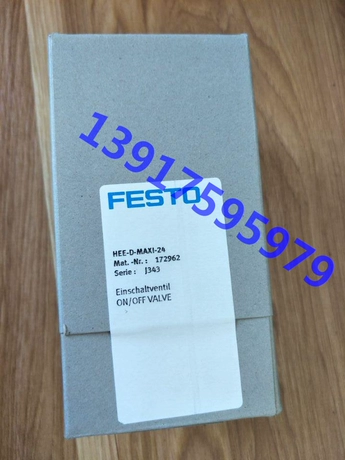 13917595979
FESTO
HEE-D-MAXI-24
Mat.-Nr.: 172962
Serie: J343
Einschaltventil
ON/OFF VALVE